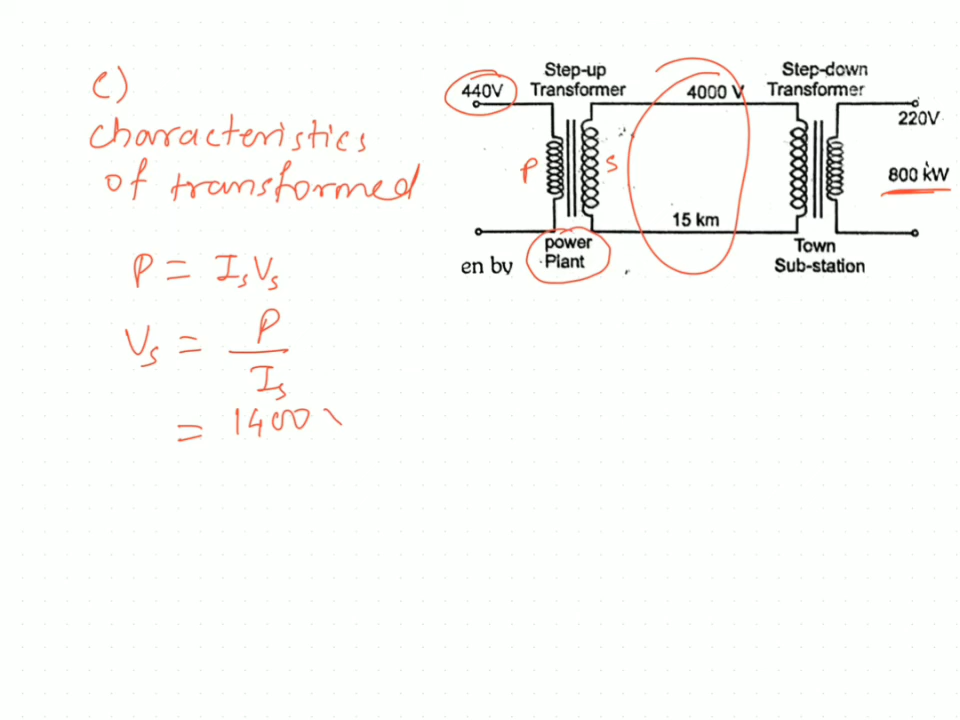 c)
characteristics
of transformed
P = IsVs
Vs = P
Is
= 1400
Step-up
Transformer
440V
4000 V
Step-down
Transformer
220V
P
S
800 kW
15 km
power
Plant
en by
Town
Sub-station